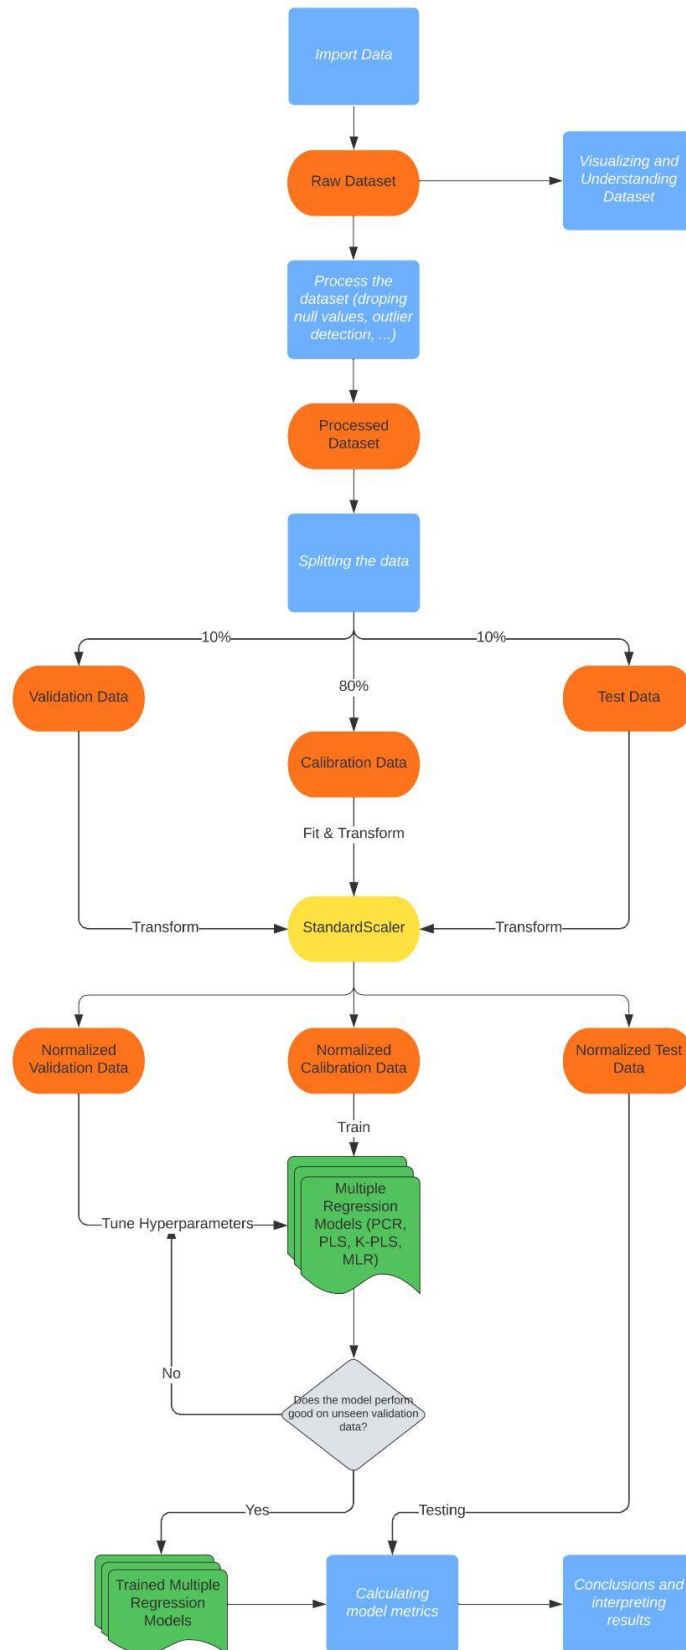 Import Data
Raw Dataset
Visualizing and
Understanding
Dataset
Process the
dataset (droping
null values, outlier
detection, ...)
Processed
Dataset
Splitting the data
10%
10%
80%
Validation Data
Test Data
Calibration Data
Fit & Transform
Transform
StandardScaler
Transform
Normalized
Validation Data
Normalized
Calibration Data
Normalized Test
Data
Train
Multiple
Regression
Models (PCR,
PLS, K-PLS,
MLR)
Tune Hyperparameters
No
Does the model perform
good on unseen validation
data?
Yes
Testing
Trained Multiple
Regression
Models
Calculating
model metrics
Conclusions and
interpreting
results